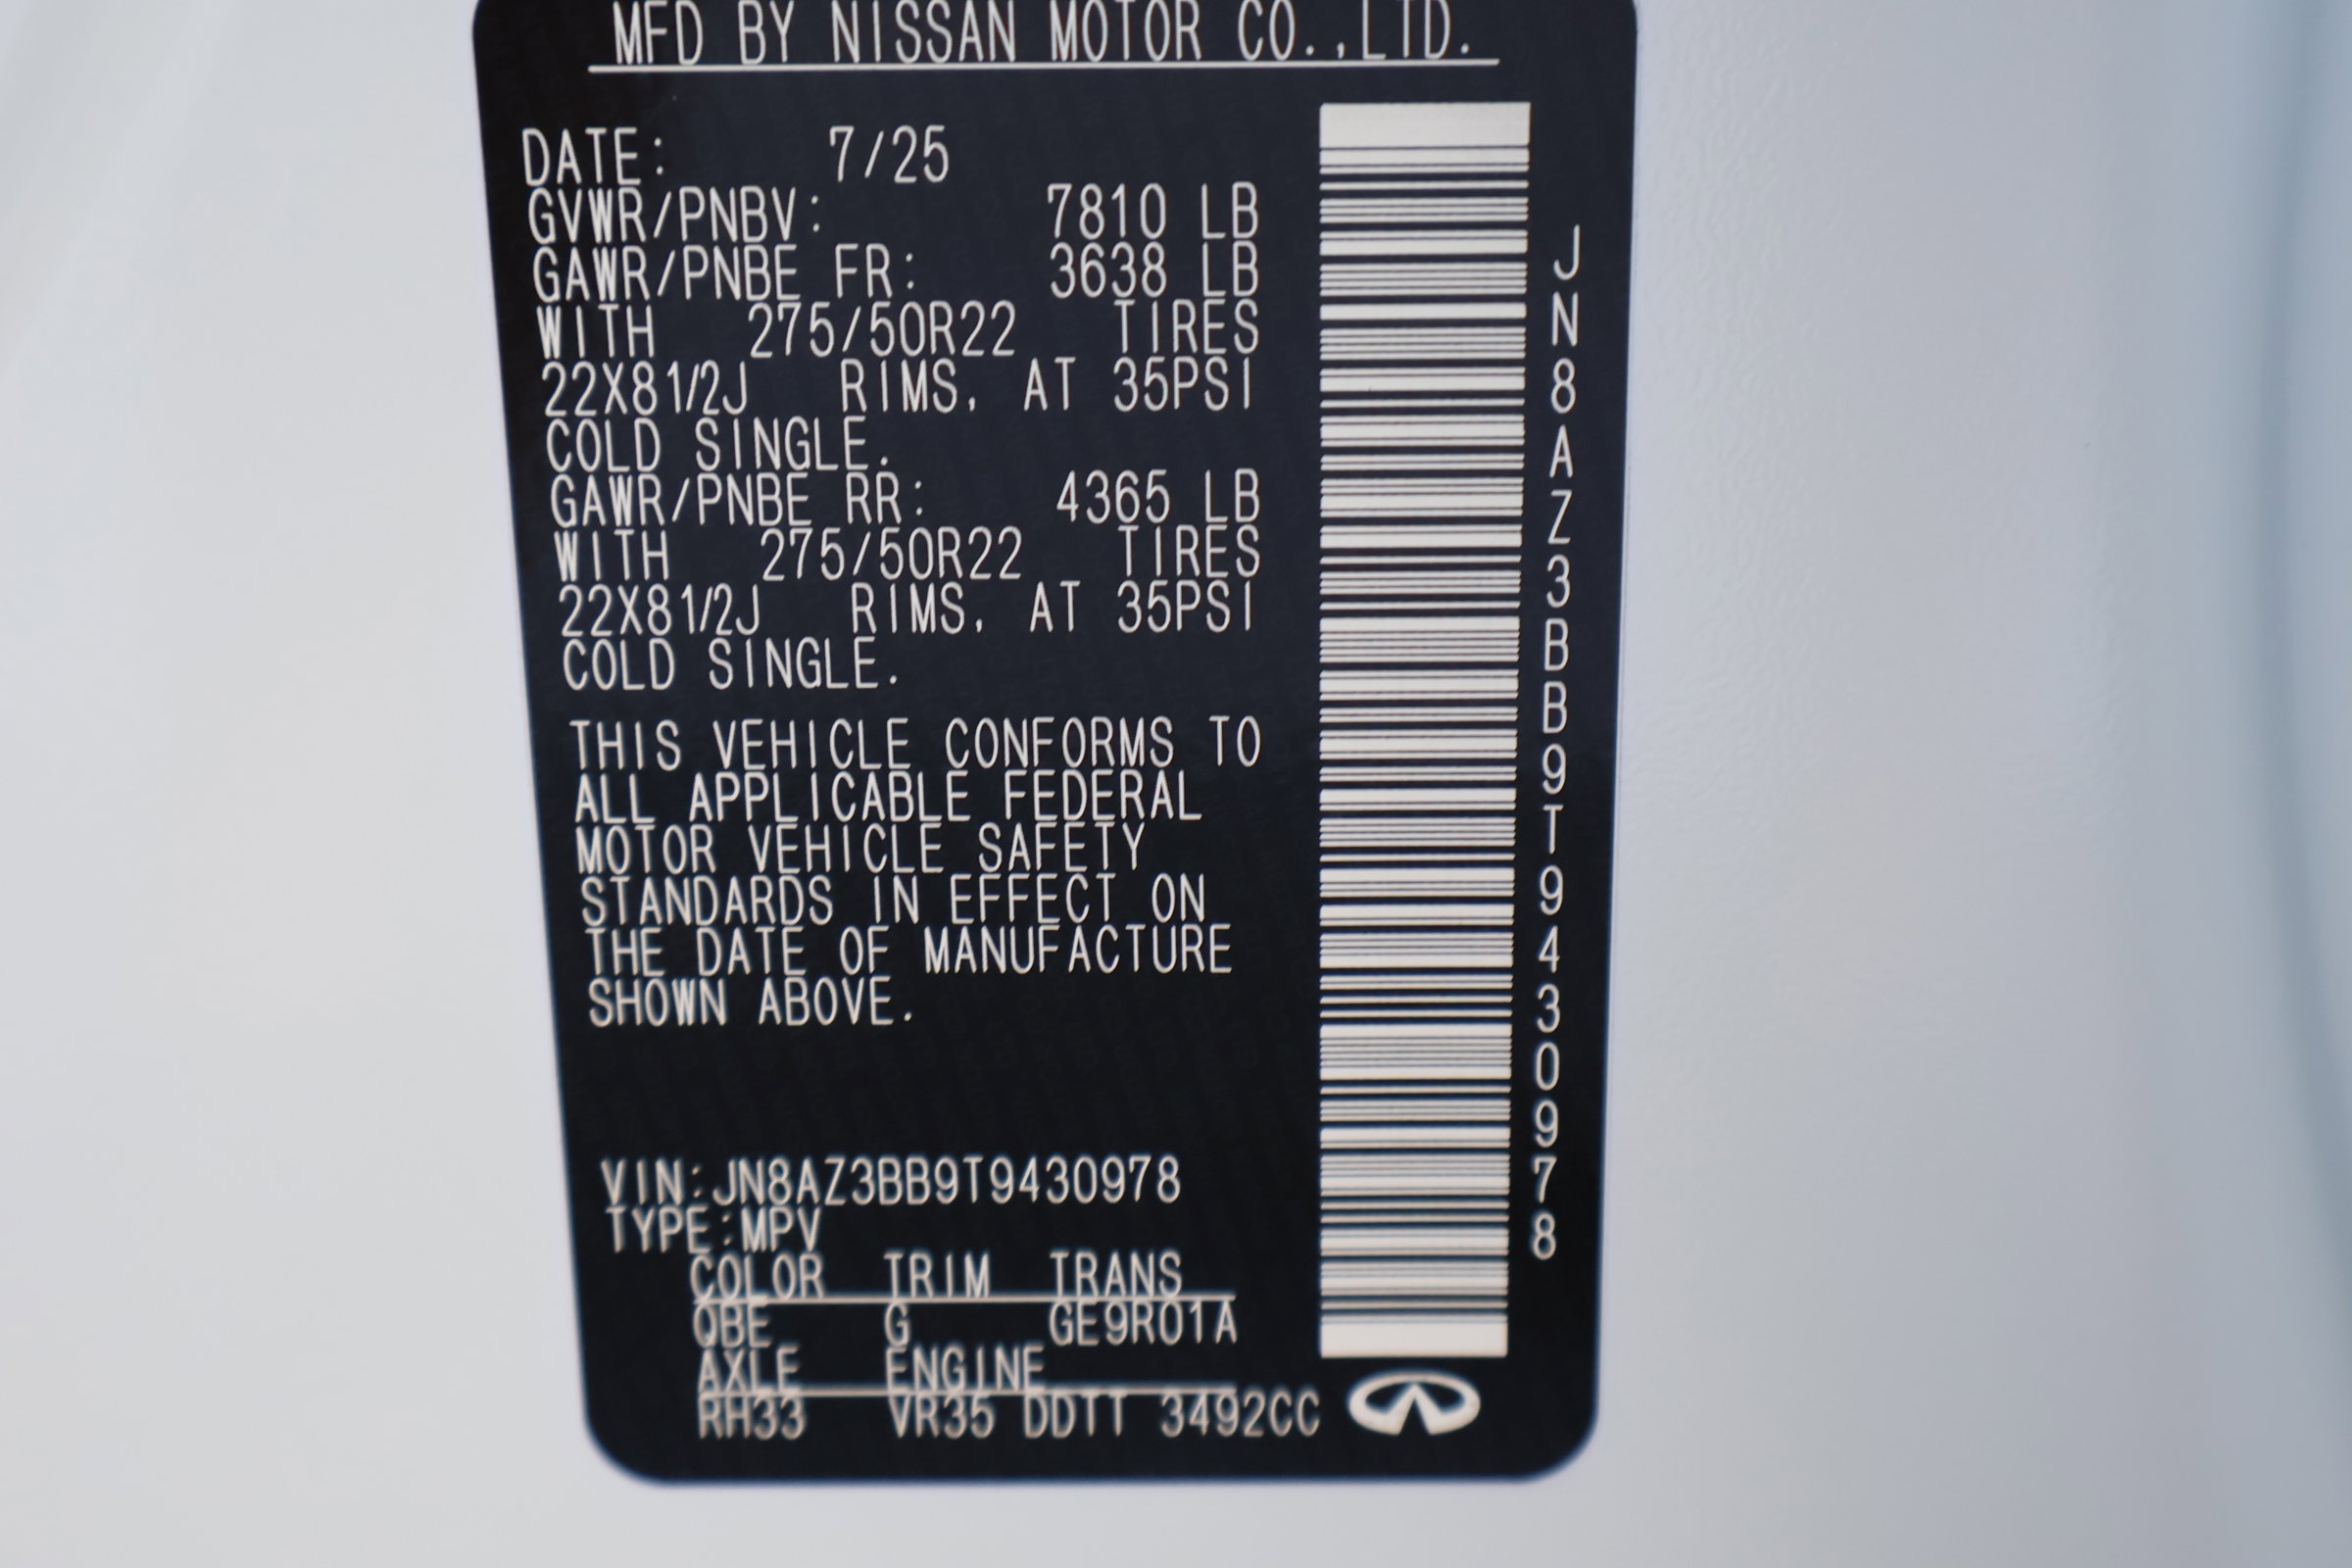 MFD BY NISSAN MOTOR CO.,LTD.
DATE: 7/25
GVWR/PNBV: 7810 LB
GAWR/PNBE FR: 3638 LB
WITH 275/50R22 TIRES
22X81/2J RIMS, AT 35PSI
COLD SINGLE.
GAWR/PNBE RR: 4365 LB
WITH 275/50R22 TIRES
22X81/2J RIMS, AT 35PSI
COLD SINGLE.
THIS VEHICLE CONFORMS TO
ALL APPLICABLE FEDERAL
MOTOR VEHICLE SAFETY
STANDARDS IN EFFECT ON
THE DATE OF MANUFACTURE
SHOWN ABOVE.
VIN:JN8AZ3BB9T9430978
TYPE:MPV
COLOR TRIM TRANS
QBE G GE9R01A
AXLE ENGINE
RH33 VR35 DDTT 3492CC
JN8AZ3BB9T9430978